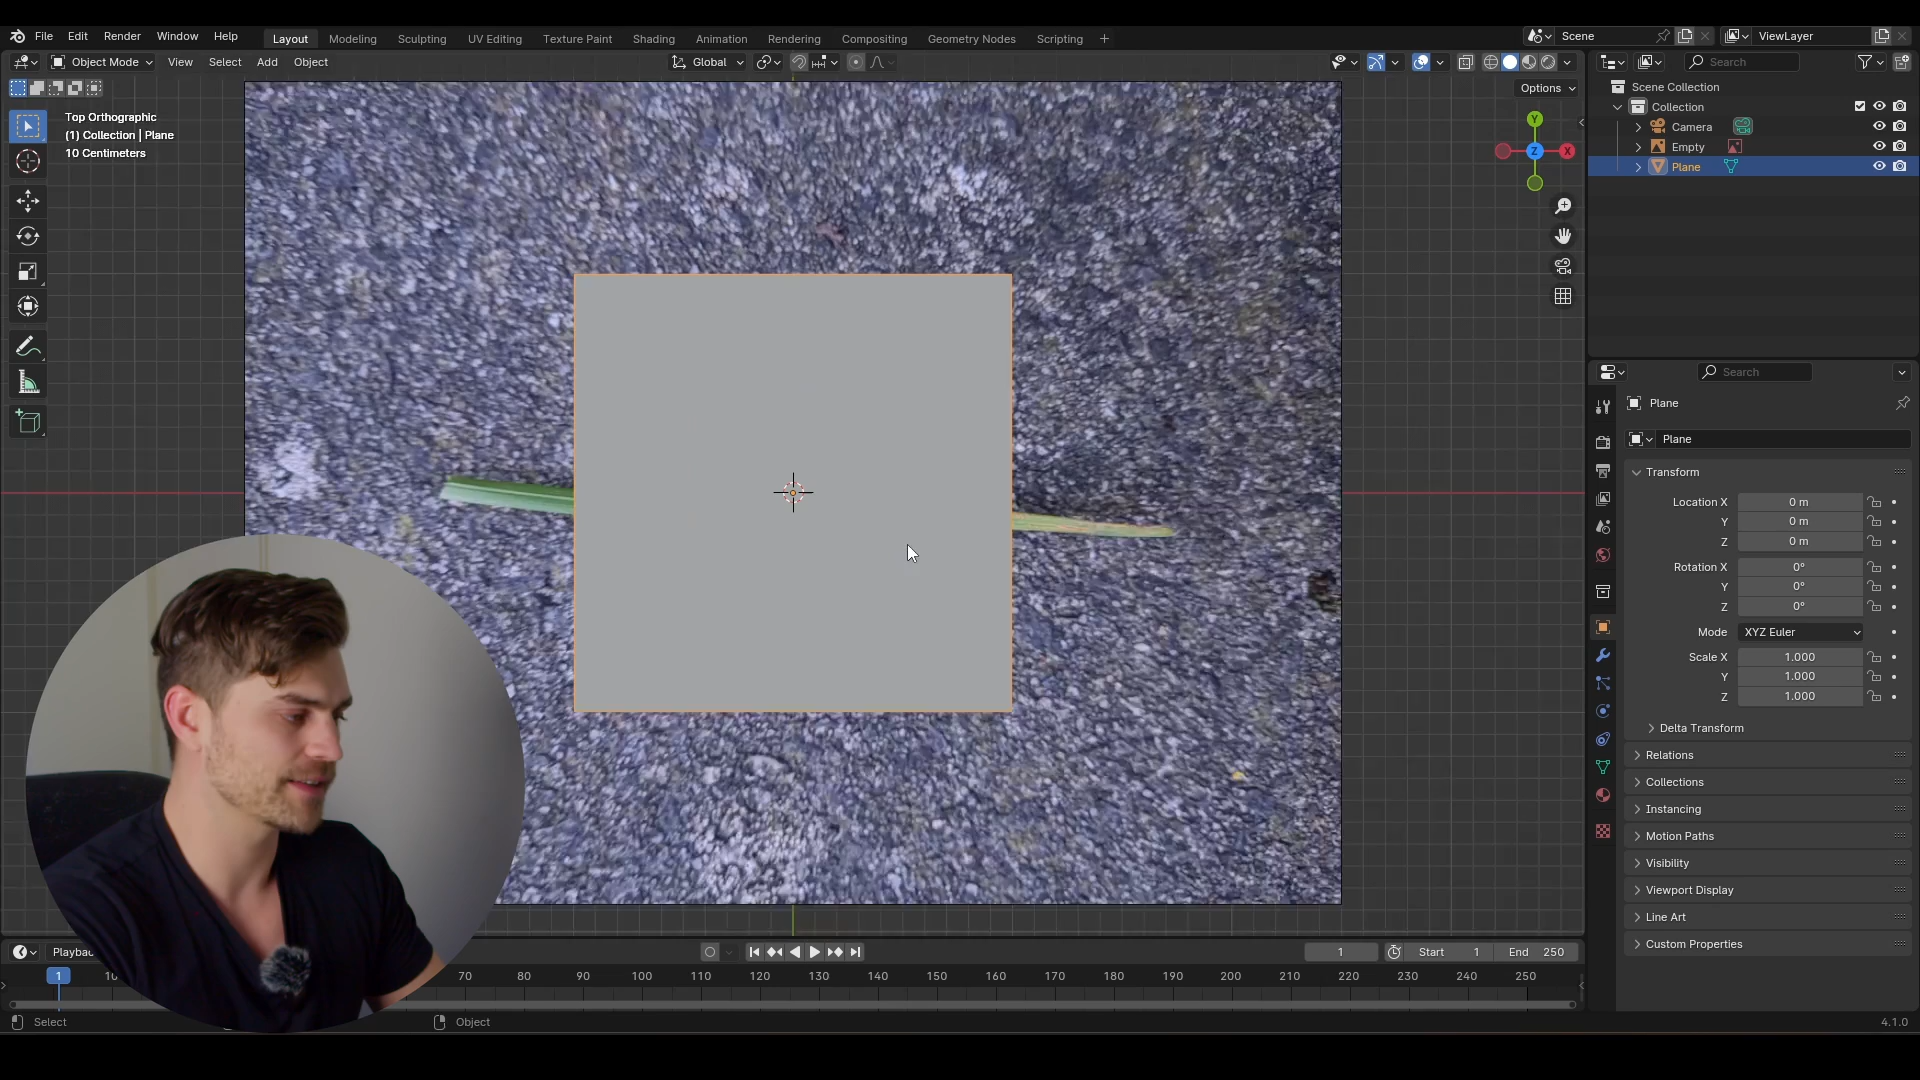 File Edit Render Window Help Layout Modeling Sculpting UV Editing Texture Paint Shading Animation Rendering Compositing Geometry Nodes Scripting + Scene ViewLayer
Object Mode View Select Add Object Global Search
Options
Top Orthographic
(1) Collection | Plane
10 Centimeters
Y
Z
X
Scene Collection
Collection
Camera
Empty
Plane
Search
Plane
Plane
Transform
Location X 0 m
Y 0 m
Z 0 m
Rotation X 0°
Y 0°
Z 0°
Mode XYZ Euler
Scale X 1.000
Y 1.000
Z 1.000
Delta Transform
Relations
Collections
Instancing
Motion Paths
Visibility
Viewport Display
Line Art
Custom Properties
1 Start 1 End 250
1 70 80 90 100 110 120 130 140 150 160 170 180 190 200 210 220 230 240 250
Select Object 4.1.0